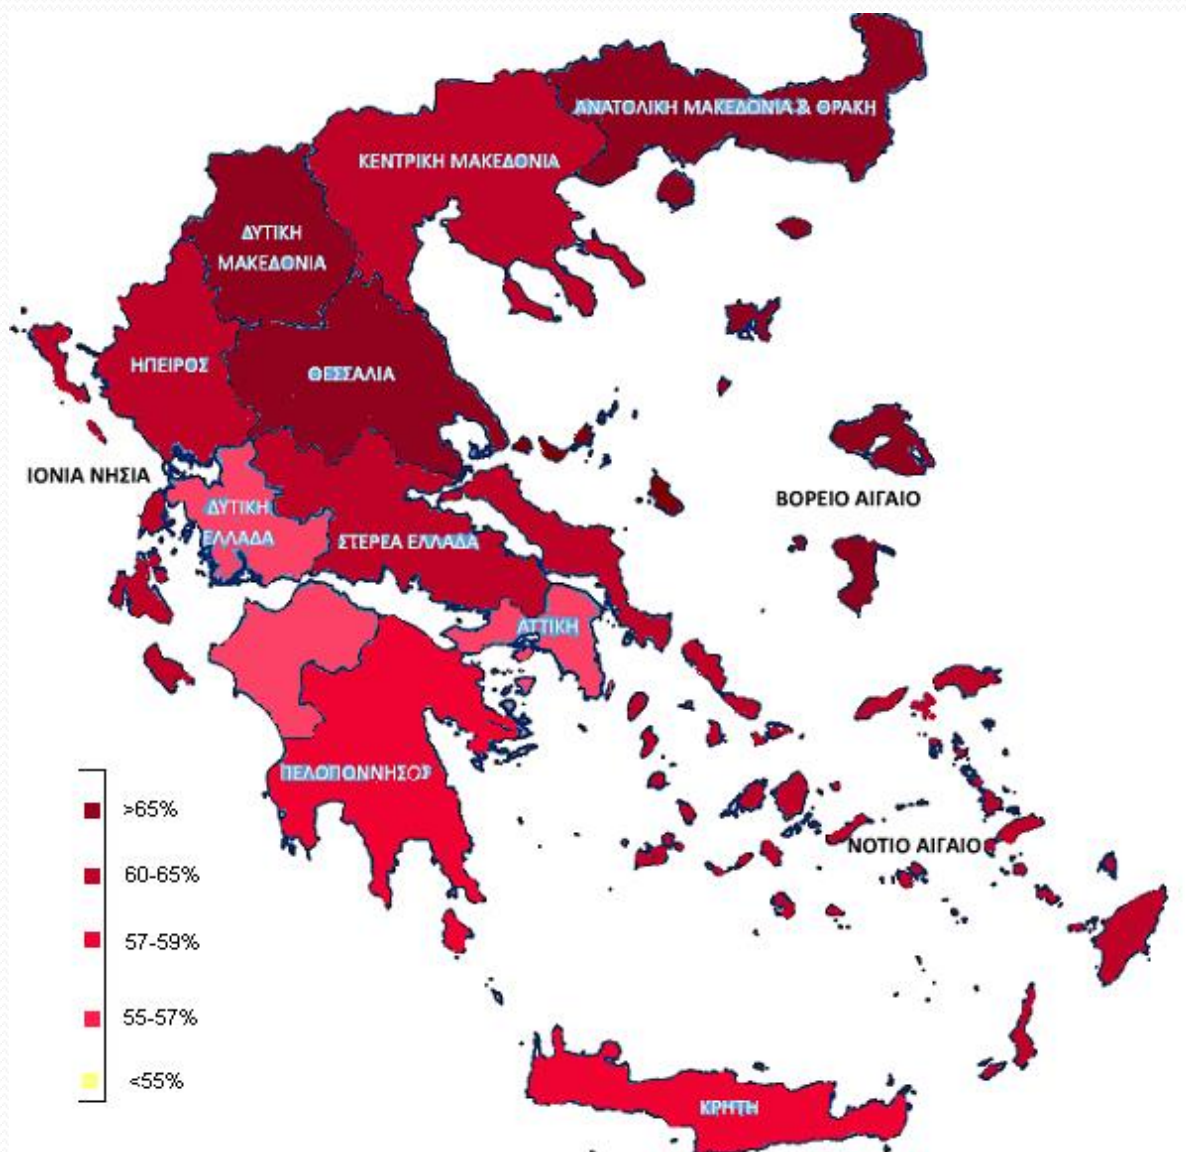 ΑΝΑΤΟΛΙΚΗ ΜΑΚΕΔΟΝΙΑ & ΘΡΑΚΗ
ΚΕΝΤΡΙΚΗ ΜΑΚΕΔΟΝΙΑ
ΔΥΤΙΚΗ
ΜΑΚΕΔΟΝΙΑ
ΗΠΕΙΡΟΣ
ΘΕΣΣΑΛΙΑ
ΙΟΝΙΑ ΝΗΣΙΑ
ΒΟΡΕΙΟ ΑΙΓΑΙΟ
ΔΥΤΙΚΗ
ΕΛΛΑΔΑ
ΣΤΕΡΕΑ ΕΛΛΑΔΑ
ΑΤΤΙΚΗ
ΠΕΛΟΠΟΝΝΗΣΟΣ
ΝΟΤΙΟ ΑΙΓΑΙΟ
ΚΡΗΤΗ
>65%
60-65%
57-59%
55-57%
<55%